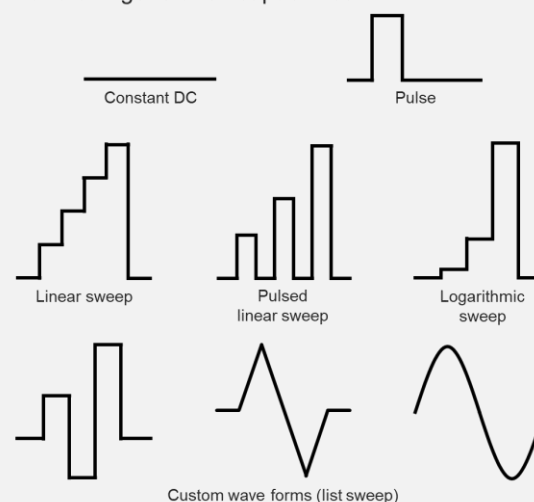 Constant DC
Pulse
Linear sweep
Pulsed
linear sweep
Logarithmic
sweep
Custom wave forms (list sweep)